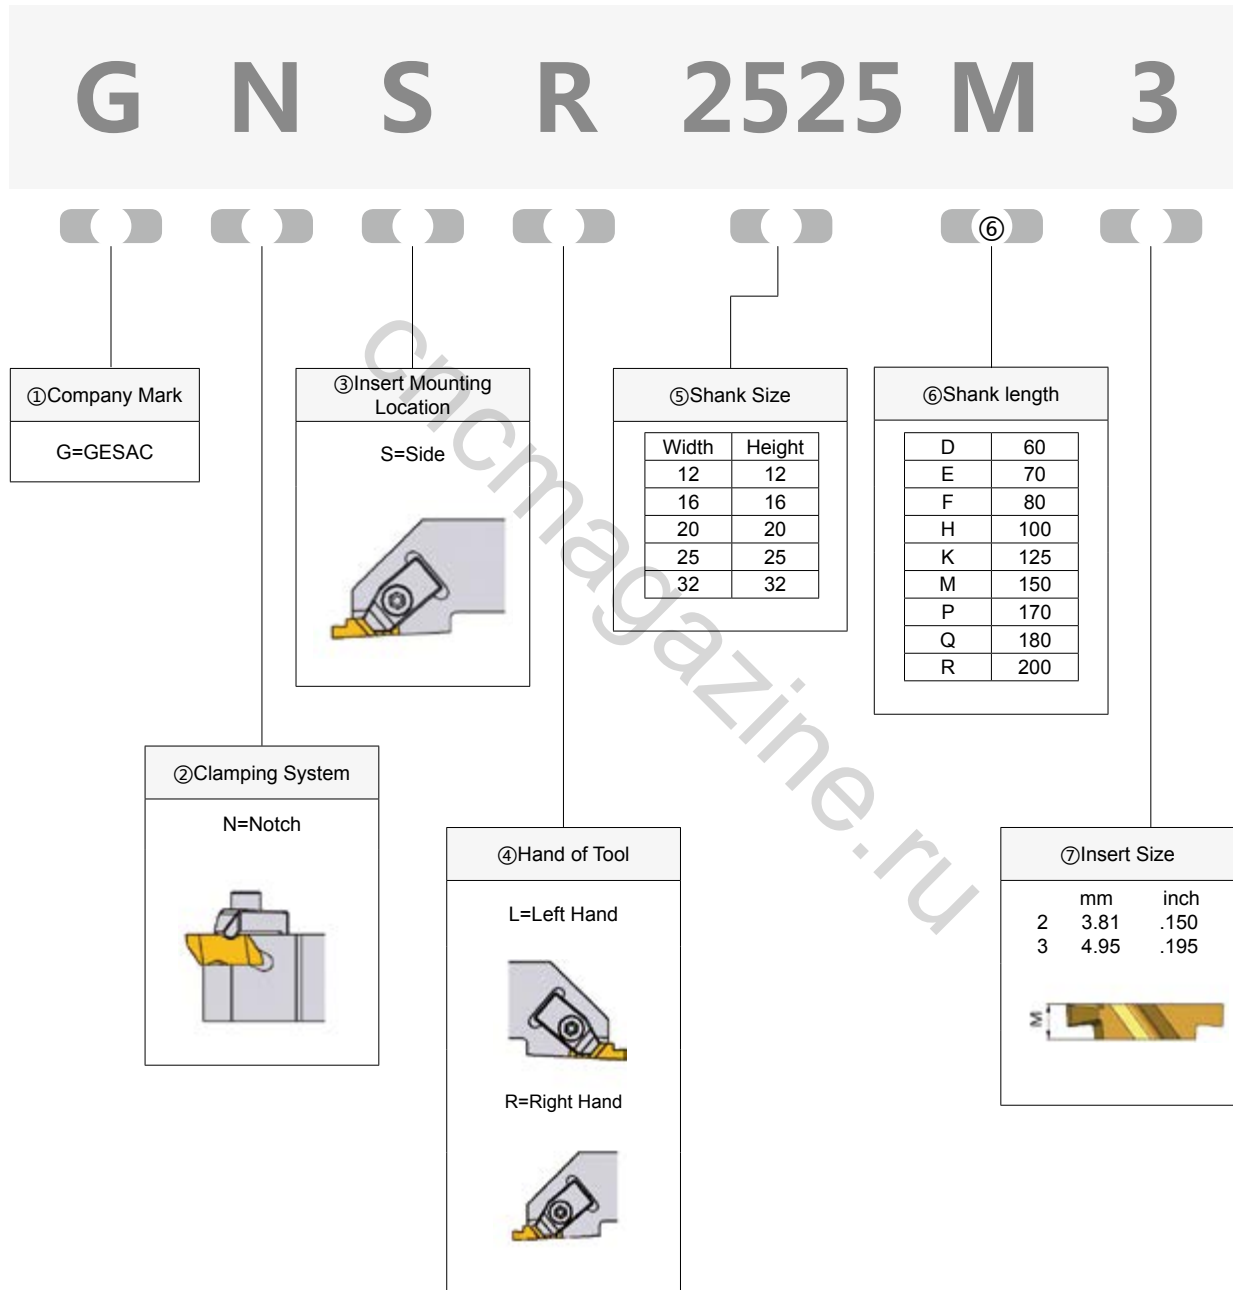 G N S R 2525 M 3
⑥
①Company Mark
G=GESAC
③Insert Mounting
Location
S=Side
⑤Shank Size
Width Height
12 12
16 16
20 20
25 25
32 32
⑥Shank length
D 60
E 70
F 80
H 100
K 125
M 150
P 170
Q 180
R 200
②Clamping System
N=Notch
④Hand of Tool
L=Left Hand
R=Right Hand
⑦Insert Size
mm inch
2 3.81 .150
3 4.95 .195
M
cncmagazine.ru